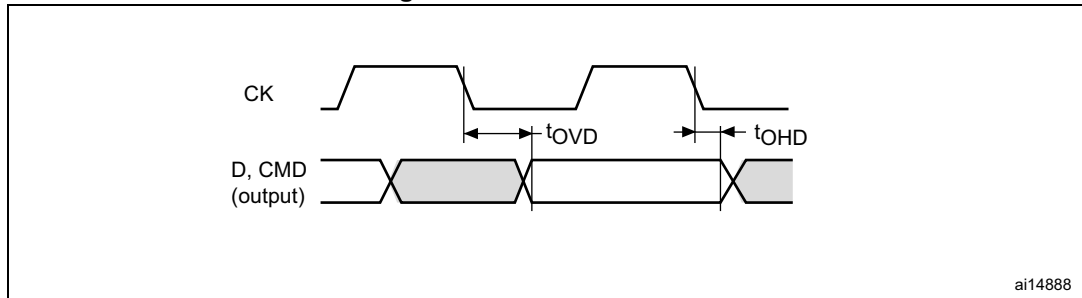 CK
tOVD
tOHD
D, CMD
(output)
ai14888